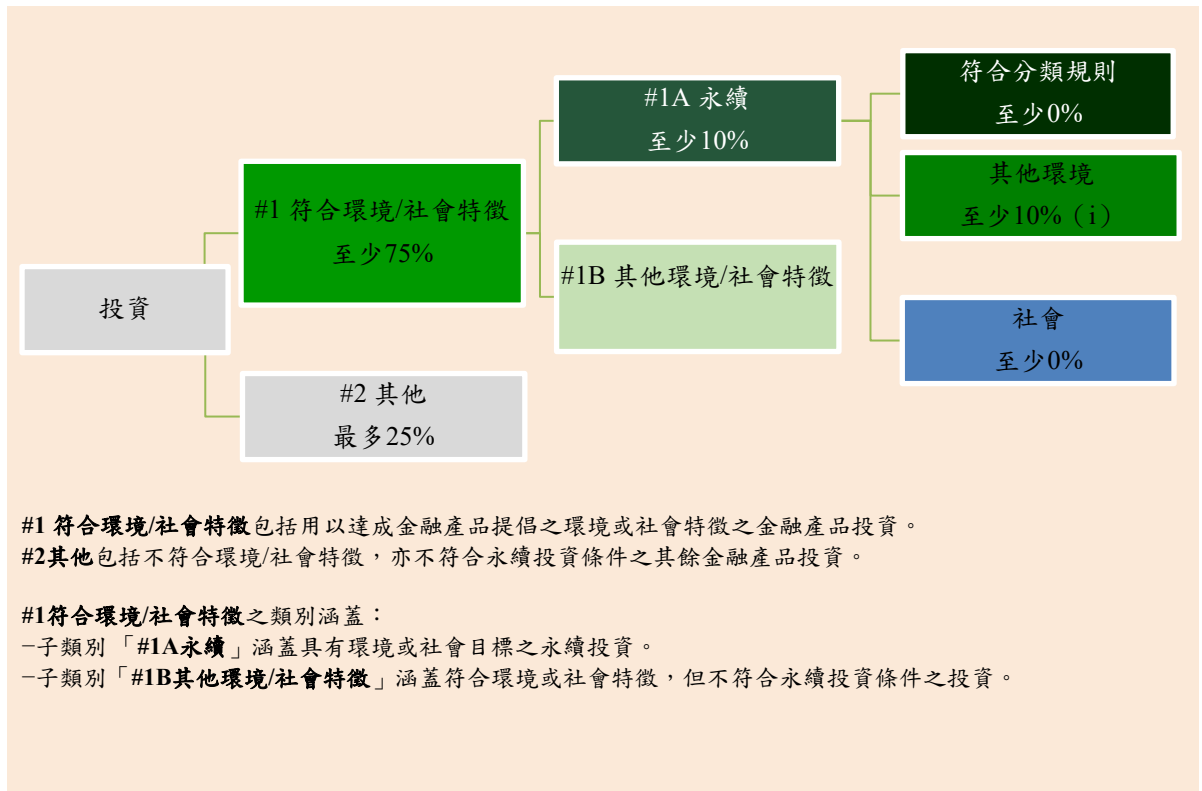 投資
#1 符合環境/社會特徵
至少75%
#2 其他
最多25%
#1A 永續
至少10%
#1B 其他環境/社會特徵
符合分類規則
至少0%
其他環境
至少10%（i）
社會
至少0%
#1 符合環境/社會特徵包括用以達成金融產品提倡之環境或社會特徵之金融產品投資。
#2其他包括不符合環境/社會特徵，亦不符合永續投資條件之其餘金融產品投資。
#1符合環境/社會特徵之類別涵蓋：
–子類別「#1A永續」涵蓋具有環境或社會目標之永續投資。
–子類別「#1B其他環境/社會特徵」涵蓋符合環境或社會特徵，但不符合永續投資條件之投資。